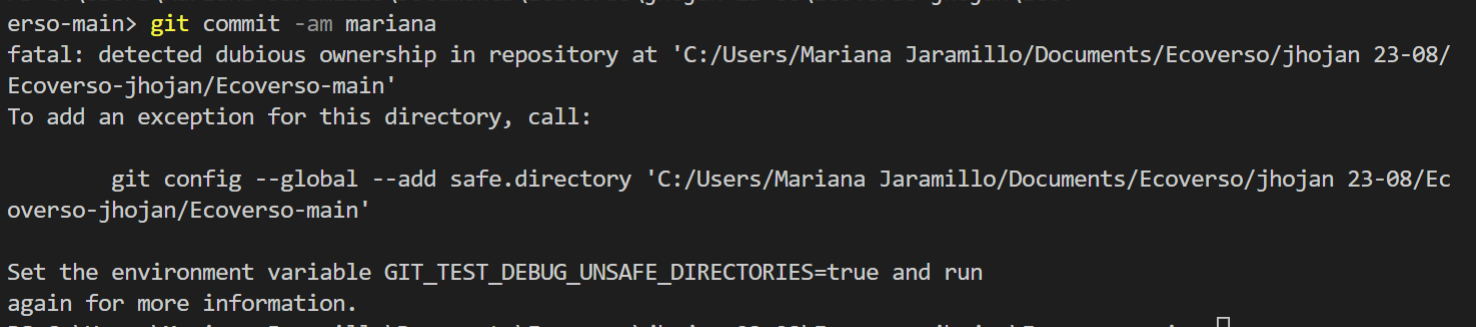 erso-main> git commit -am mariana
fatal: detected dubious ownership in repository at 'C:/Users/Mariana Jaramillo/Documents/Ecoverso/jhojan 23-08/
Ecoverso-jhojan/Ecoverso-main'
To add an exception for this directory, call:
git config --global --add safe.directory 'C:/Users/Mariana Jaramillo/Documents/Ecoverso/jhojan 23-08/Ec
overso-jhojan/Ecoverso-main'
Set the environment variable GIT_TEST_DEBUG_UNSAFE_DIRECTORIES=true and run
again for more information.